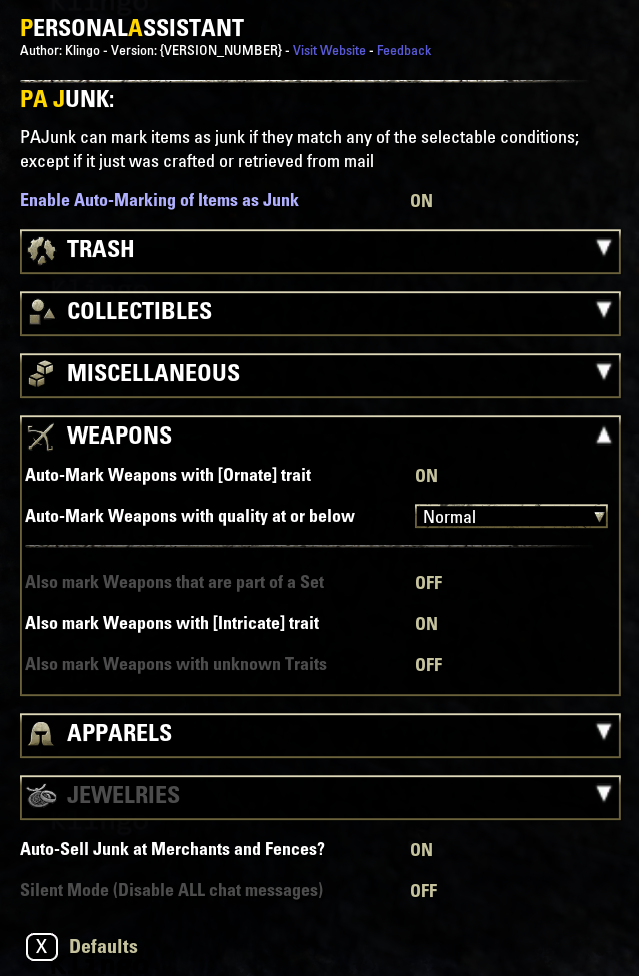 PERSONALASSISTANT
Author: Klingo - Version: {VERSION_NUMBER} - Visit Website - Feedback
PA JUNK:
PAJunk can mark items as junk if they match any of the selectable conditions;
except if it just was crafted or retrieved from mail
Enable Auto-Marking of Items as Junk ON
TRASH
COLLECTIBLES
MISCELLANEOUS
WEAPONS
Auto-Mark Weapons with [Ornate] trait ON
Auto-Mark Weapons with quality at or below Normal
Also mark Weapons that are part of a Set OFF
Also mark Weapons with [Intricate] trait ON
Also mark Weapons with unknown Traits OFF
APPARELS
JEWELRIES
Auto-Sell Junk at Merchants and Fences? ON
Silent Mode (Disable ALL chat messages) OFF
X Defaults